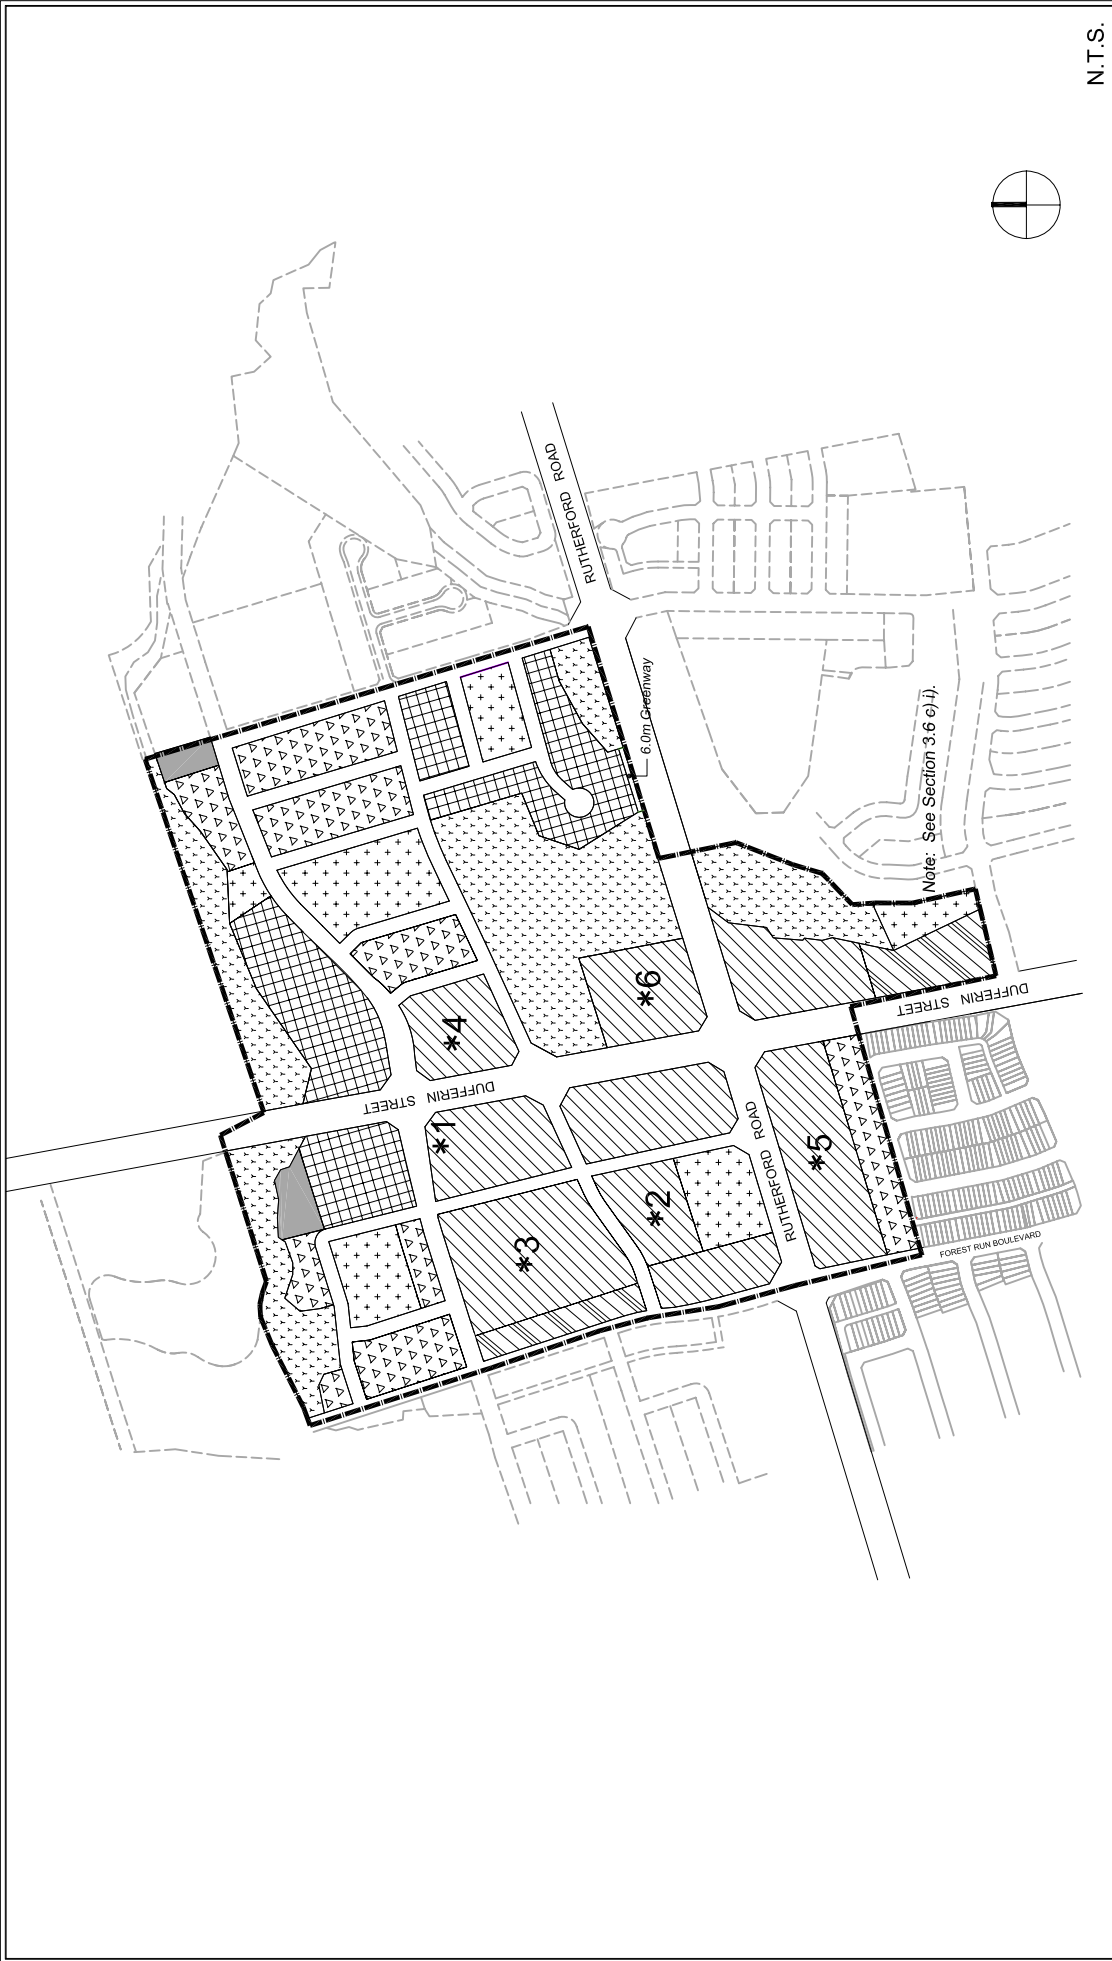 N.T.S.
RUTHERFORD ROAD
6.0m Greenway
Note: See Section 3.6 c) i).
DUFFERIN STREET
*6
*4
DUFFERIN STREET
*1
*2
RUTHERFORD ROAD
*5
*3
FOREST RUN BOULEVARD